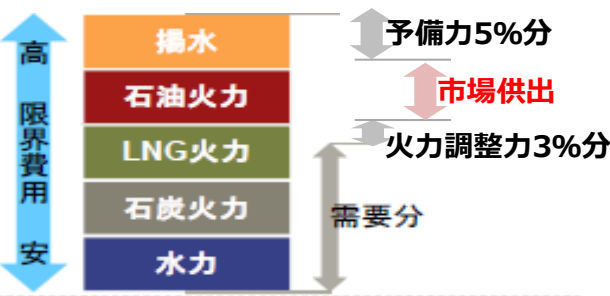 高 限界費用 安
揚水
石油火力
LNG火力
石炭火力
水力
予備力5%分
市場供出
火力調整力3%分
需要分